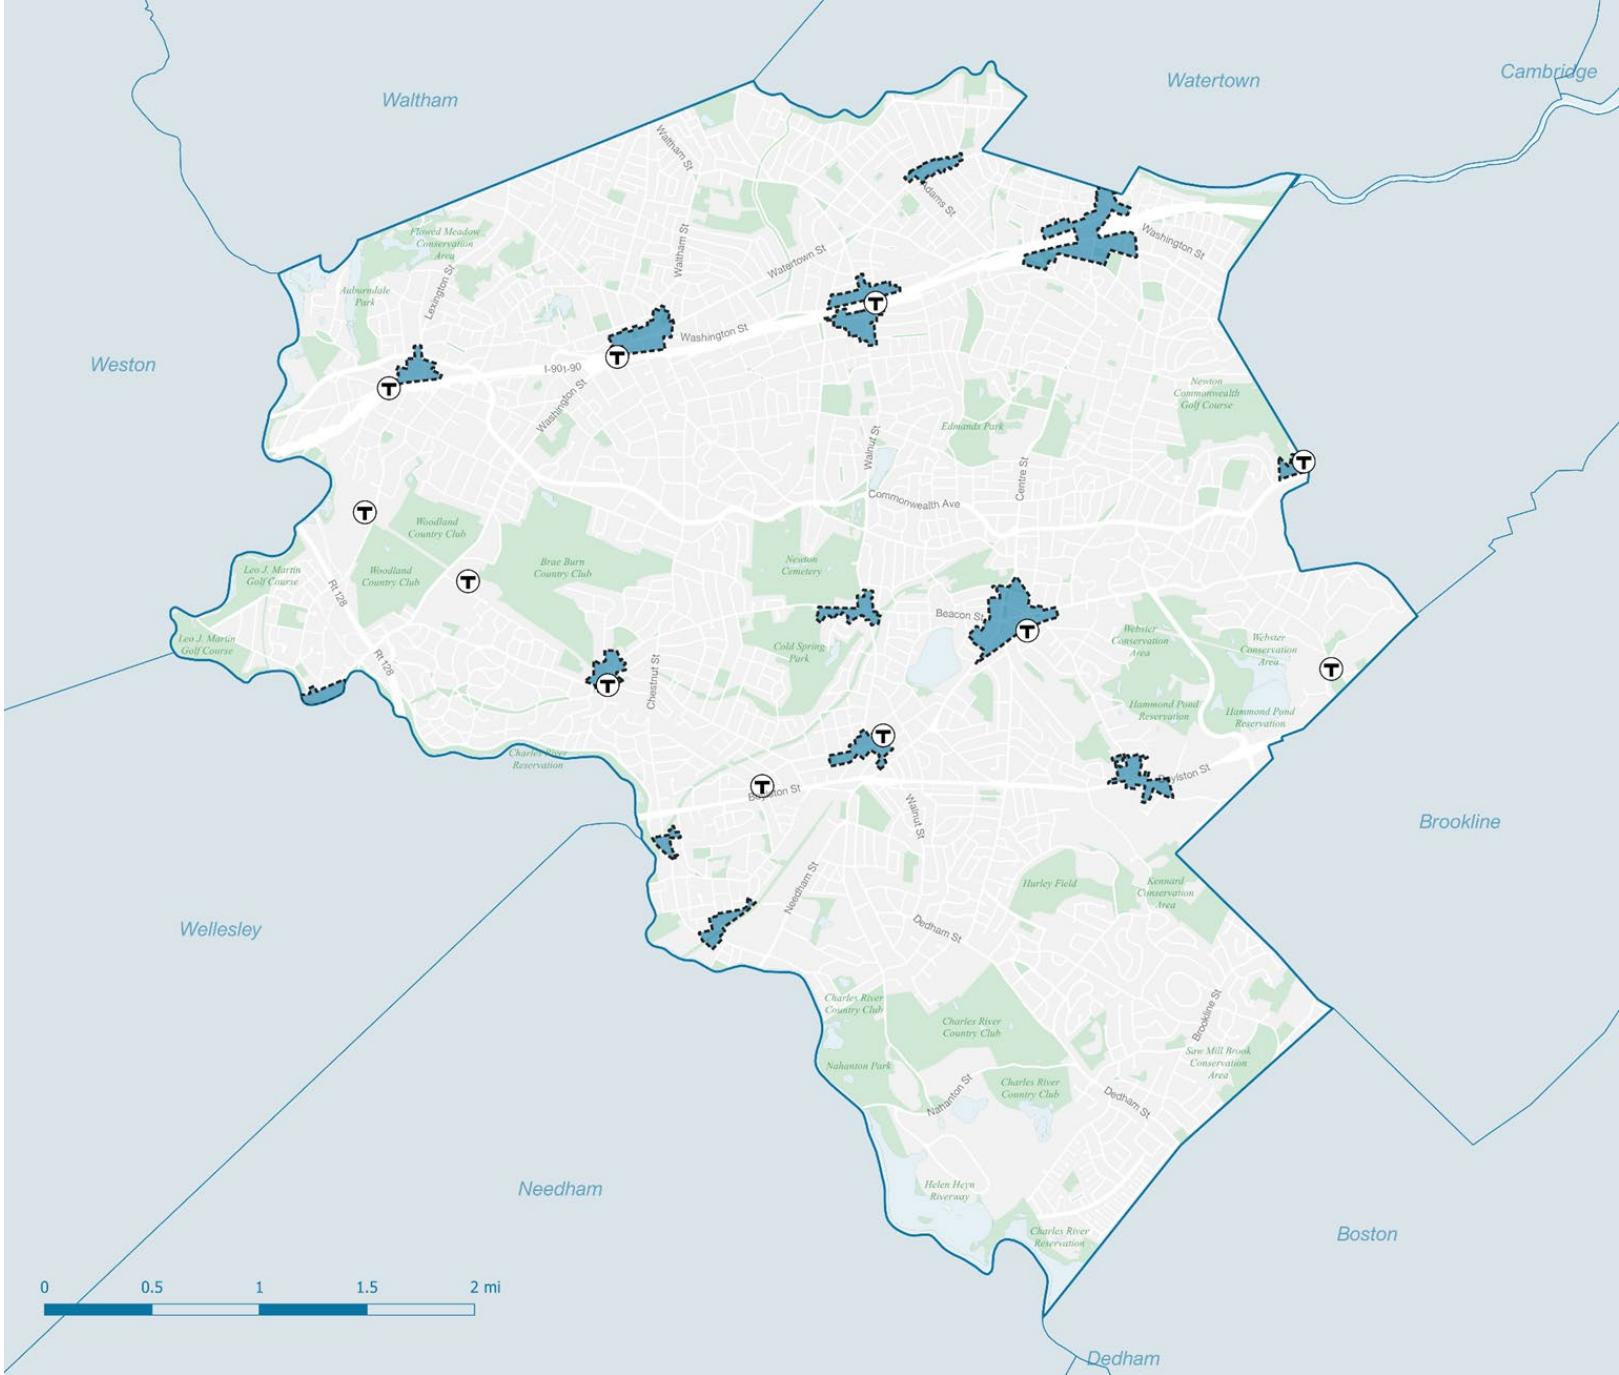 Cambridge
Watertown
Waltham
Waltham St
Adams St
Flowed Meadow
Conservation
Area
Washington St
Waltham St
Watertown St
Lexington St
Auburndale
Park
Washington St
Weston
I-90
I-90
T
T
T
Washington St
Newton
Commonwealth
Golf Course
Edmands Park
Walnut St
Centre St
T
Commonwealth Ave
T
Woodland
Country Club
Brae Burn
Country Club
Newton
Cemetery
Leo J. Martin
Golf Course
Woodland
Country Club
T
Rt 128
Beacon St
T
Leo J. Martin
Golf Course
Cold Spring
Park
Webster
Conservation
Area
Webster
Conservation
Area
Rt 128
Chestnut St
T
T
Hammond Pond
Reservation
Hammond Pond
Reservation
T
Charles River
Reservation
T
Boylston St
Boylston St
Walnut St
Brookline
Needham St
Hurley Field
Kennard
Conservation
Area
Wellesley
Dedham St
Charles River
Country Club
Charles River
Country Club
Brookline St
Nahanton Park
Saw Mill Brook
Conservation
Area
Charles River
Country Club
Nahanton St
Dedham St
Needham
Helen Heyn
Riverway
Charles River
Reservation
Boston
0 0.5 1 1.5 2 mi
Dedham